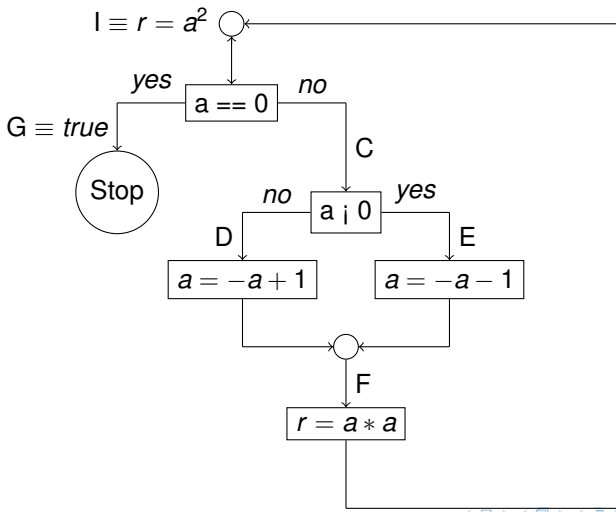 I ≡ r = a²
yes
no
a == 0
G ≡ true
C
Stop
no
yes
a ¡ 0
D
E
a = −a + 1
a = −a − 1
F
r = a ∗ a